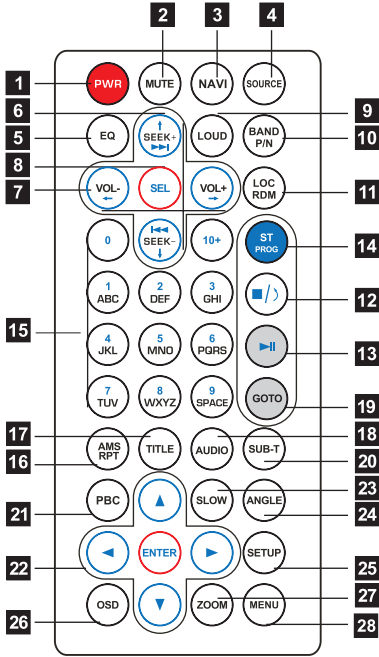 2
3
4
1
PWR
MUTE
NAVI
SOURCE
6
9
5
EQ
SEEK+
LOUD
BAND
P/N
10
8
7
VOL-
SEL
VOL+
LOC
RDM
11
0
SEEK-
10+
ST
PROG
14
1
ABC
2
DEF
3
GHI
12
15
4
JKL
5
MNO
6
PQRS
13
7
TUV
8
WXYZ
9
SPACE
GOTO
19
17
18
16
AMS
RPT
TITLE
AUDIO
SUB-T
20
21
PBC
SLOW
ANGLE
23
24
22
ENTER
SETUP
25
26
OSD
ZOOM
MENU
27
28